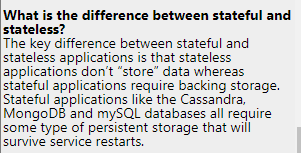 What is the difference between stateful and
stateless?
The key difference between stateful and
stateless applications is that stateless
applications don't “store” data whereas
stateful applications require backing storage.
Stateful applications like the Cassandra,
MongoDB and mySQL databases all require
some type of persistent storage that will
survive service restarts.